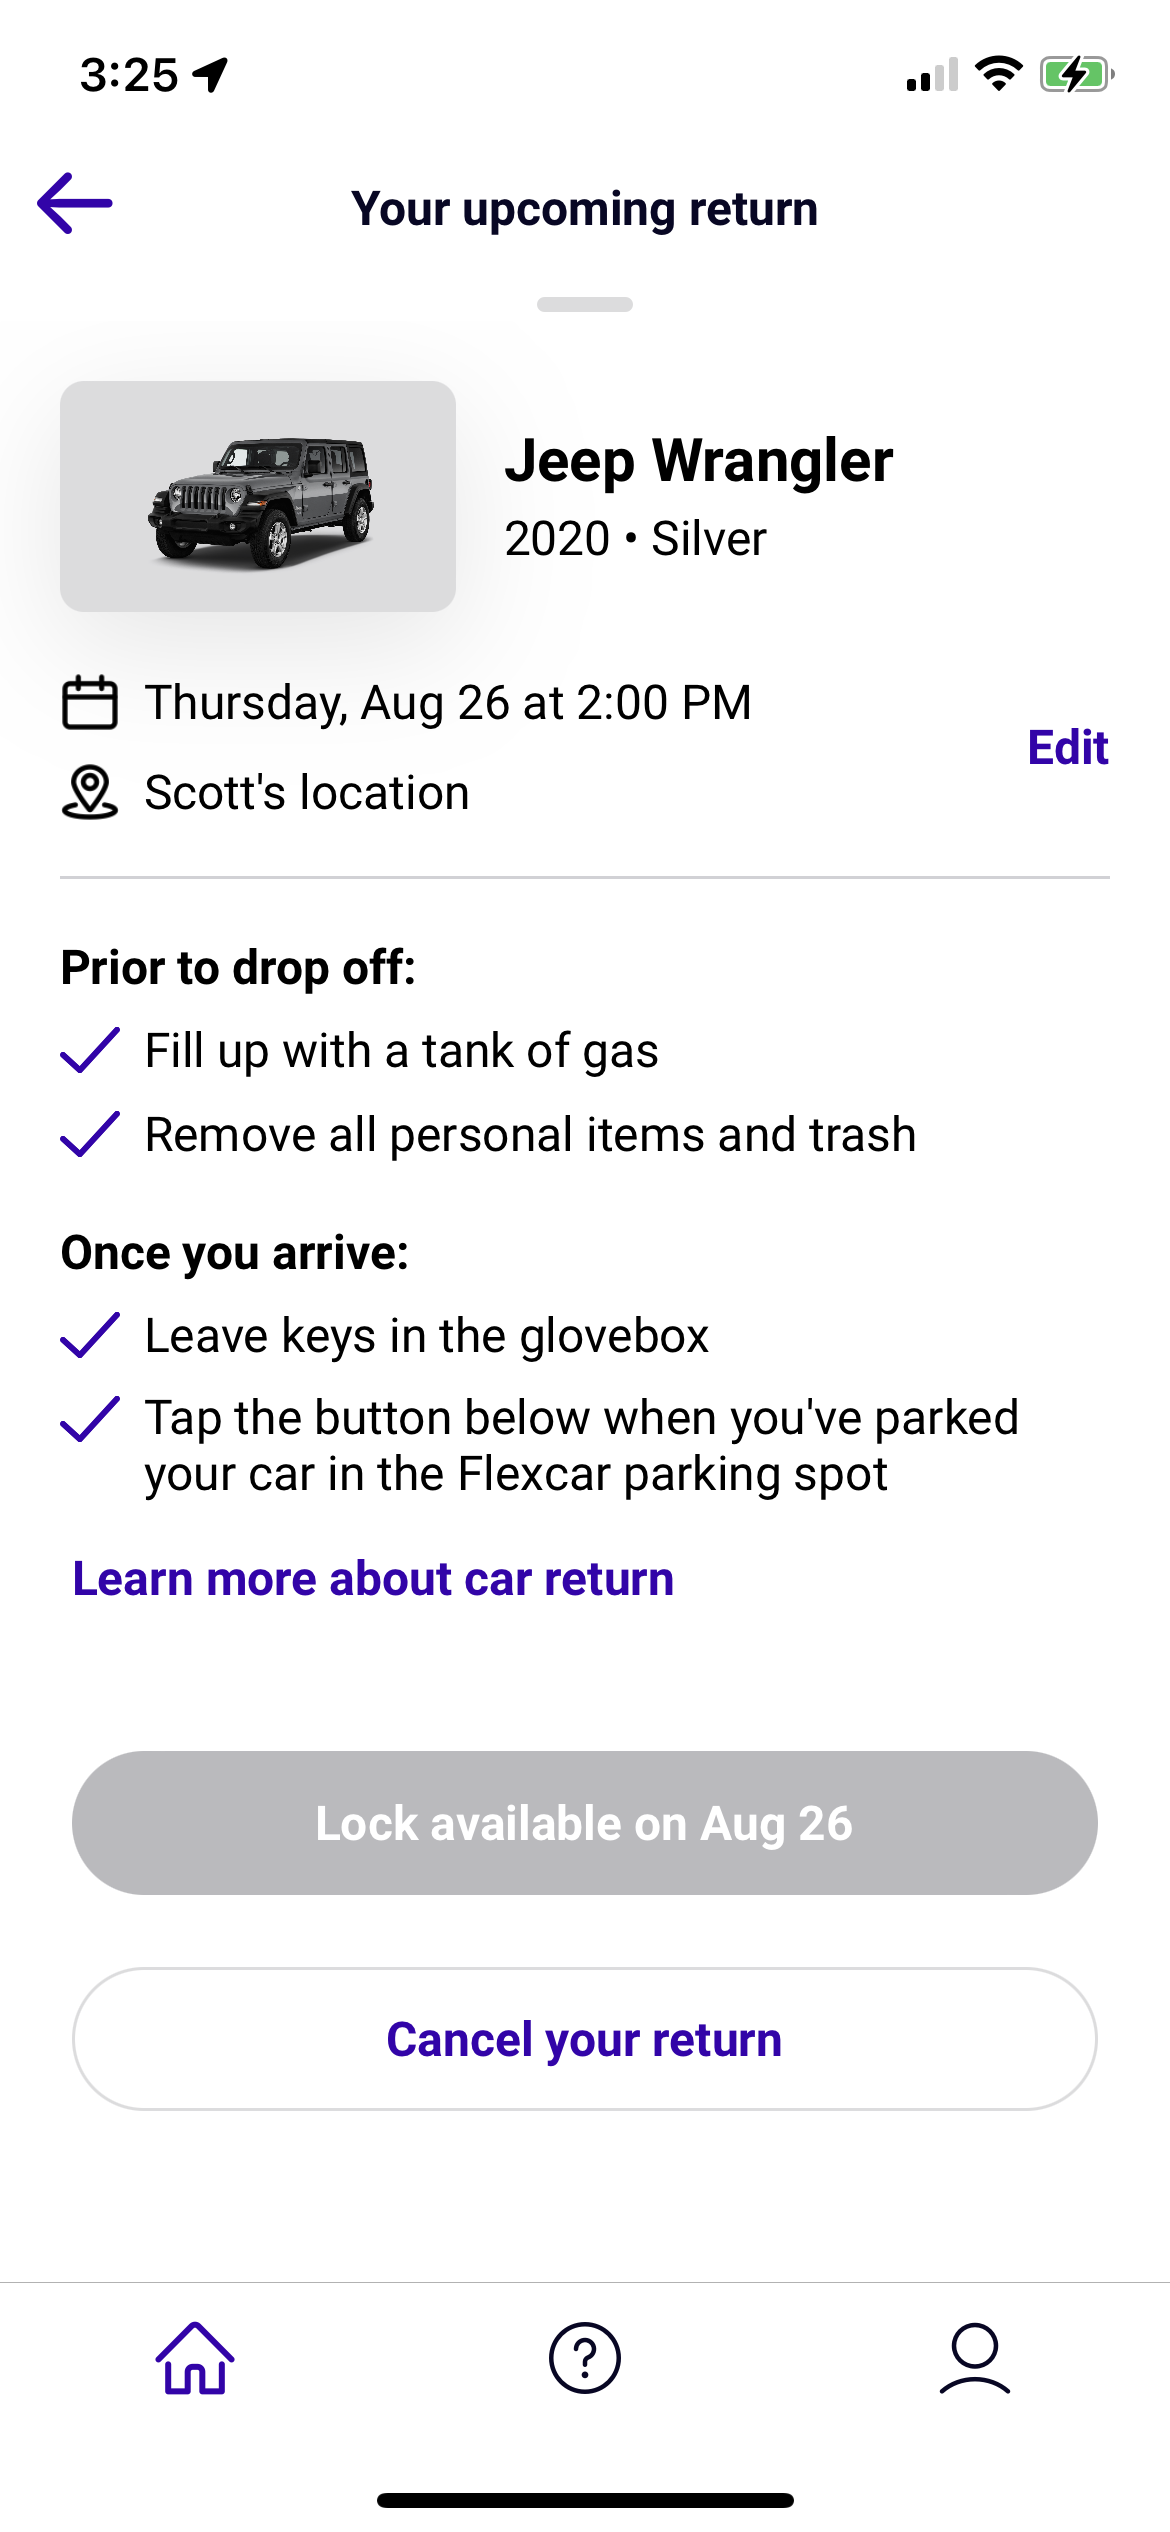 3:25
Your upcoming return
Jeep Wrangler
2020 • Silver
Thursday, Aug 26 at 2:00 PM
Edit
Scott's location
Prior to drop off:
Fill up with a tank of gas
Remove all personal items and trash
Once you arrive:
Leave keys in the glovebox
Tap the button below when you've parked
your car in the Flexcar parking spot
Learn more about car return
Lock available on Aug 26
Cancel your return